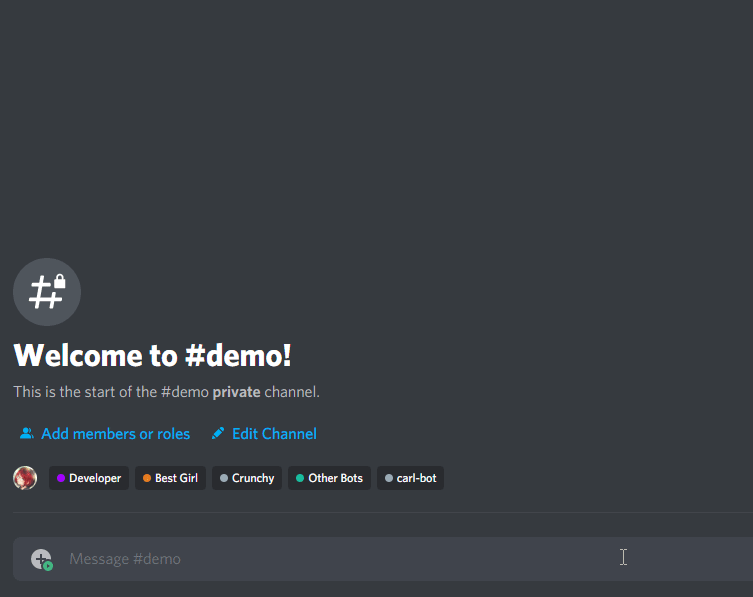 Welcome to #demo!
This is the start of the #demo private channel.
Add members or roles Edit Channel
Developer Best Girl Crunchy Other Bots carl-bot
Message #demo